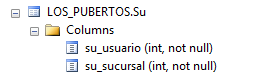 LOS_PUBERTOS.Su
Columns
su_usuario (int, not null)
su_sucursal (int, not null)